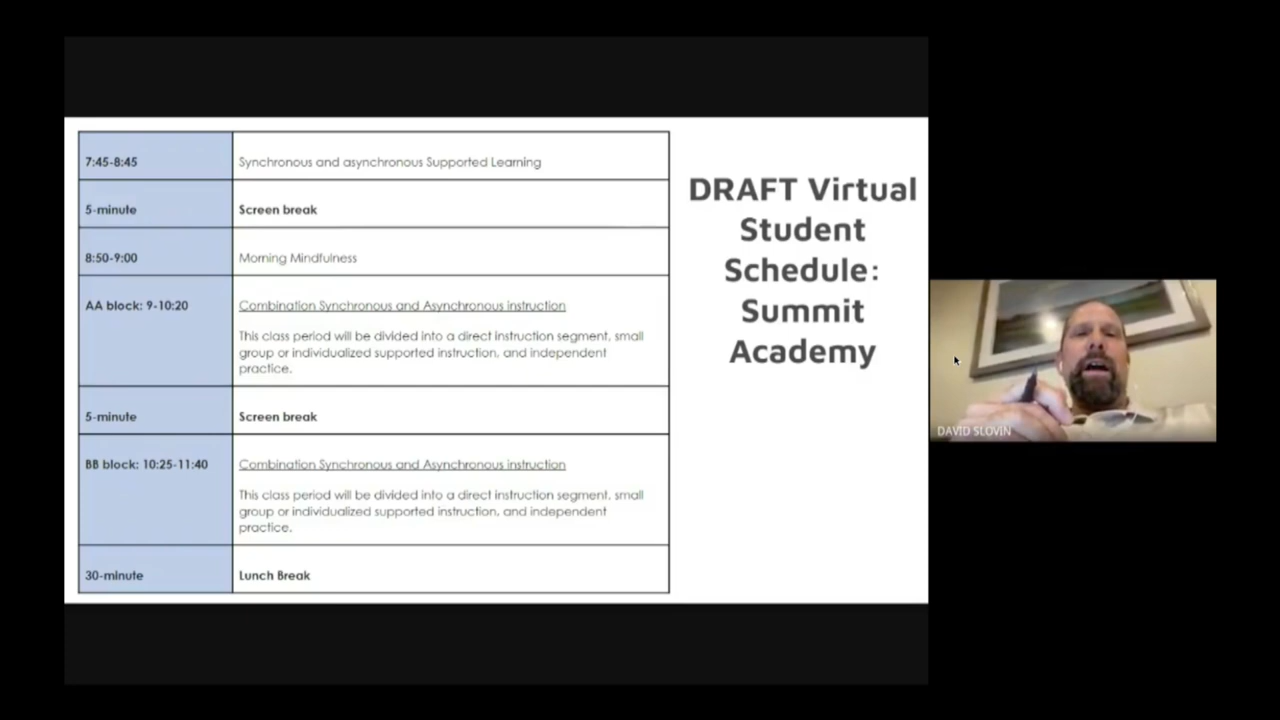 7:45-8:45
Synchronous and asynchronous Supported Learning
5-minute
Screen break
8:50-9:00
Morning Mindfulness
AA block: 9-10:20
Combination Synchronous and Asynchronous instruction
This class period will be divided into a direct instruction segment, small
group or individualized supported instruction, and independent
practice.
5-minute
Screen break
BB block: 10:25-11:40
Combination Synchronous and Asynchronous instruction
This class period will be divided into a direct instruction segment, small
group or individualized supported instruction, and independent
practice.
30-minute
Lunch Break
DRAFT Virtual
Student
Schedule:
Summit
Academy
DAVID SLOVIN